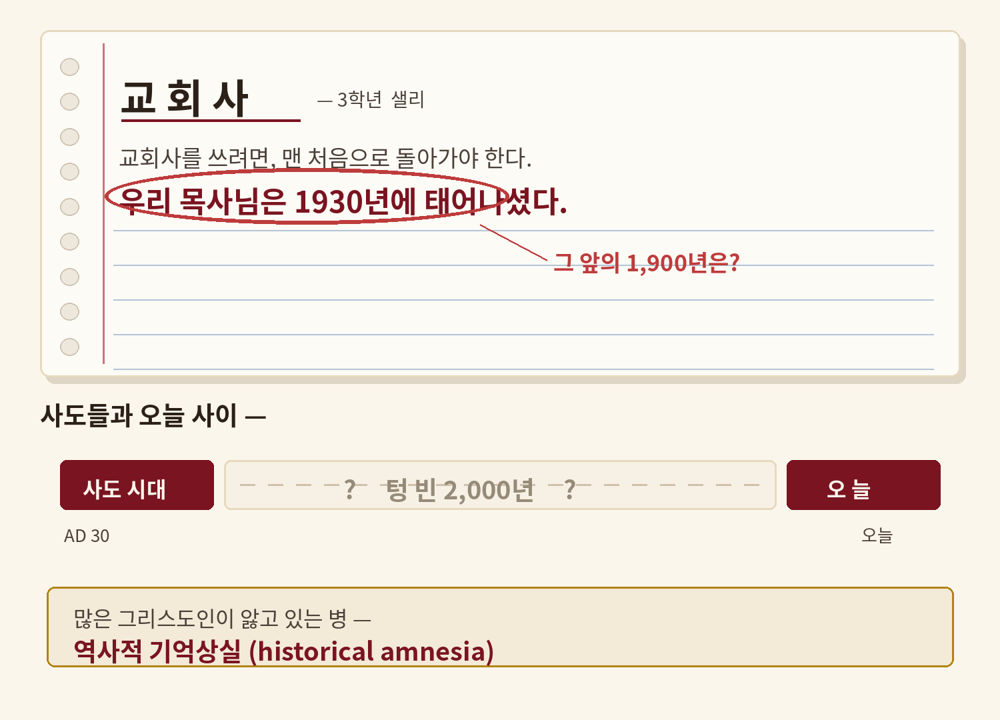 교회사 — 3학년 샐리
교회사를 쓰려면, 맨 처음으로 돌아가야 한다.
우리 목사님은 1930년에 태어나셨다.
그 앞의 1,900년은?
사도들과 오늘 사이 —
사도 시대 ? 텅 빈 2,000년 ? 오늘
AD 30 오늘
많은 그리스도인이 앓고 있는 병 —
역사적 기억상실 (historical amnesia)